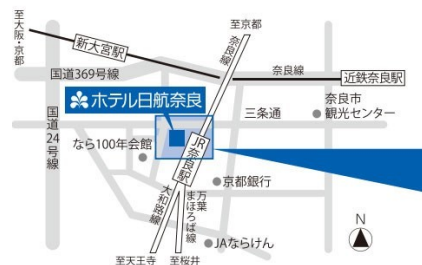 至京都
至大阪・京都
新大宮駅
奈良線
国道369号線
奈良線
近鉄奈良駅
ホテル日航奈良
三条通
奈良市
観光センター
国道24号線
なら100年会館
JR奈良駅
京都銀行
大和路線
万葉
まほろば線
JAならけん
N
至天王寺
至桜井